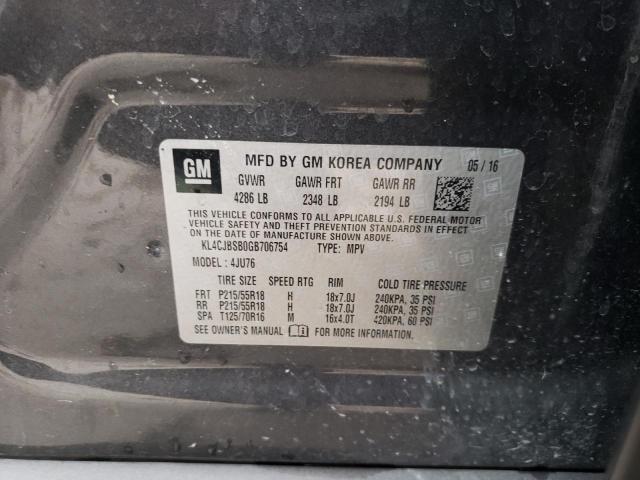 GM MFD BY GM KOREA COMPANY 05 / 16
GVWR GAWR FRT GAWR RR
4286 LB 2348 LB 2194 LB
THIS VEHICLE CONFORMS TO ALL APPLICABLE U.S. FEDERAL MOTOR
VEHICLE SAFETY AND THEFT PREVENTION STANDARDS IN EFFECT
ON THE DATE OF MANUFACTURE SHOWN ABOVE.
KL4CJBSB0GB706754 TYPE: MPV
MODEL : 4JU76
TIRE SIZE SPEED RTG RIM COLD TIRE PRESSURE
FRT P215/55R18 H 18x7.0J 240KPA, 35 PSI
RR P215/55R18 H 18x7.0J 240KPA, 35 PSI
SPA T125/70R16 M 16x4.0T 420KPA, 60 PSI
SEE OWNER'S MANUAL FOR MORE INFORMATION.